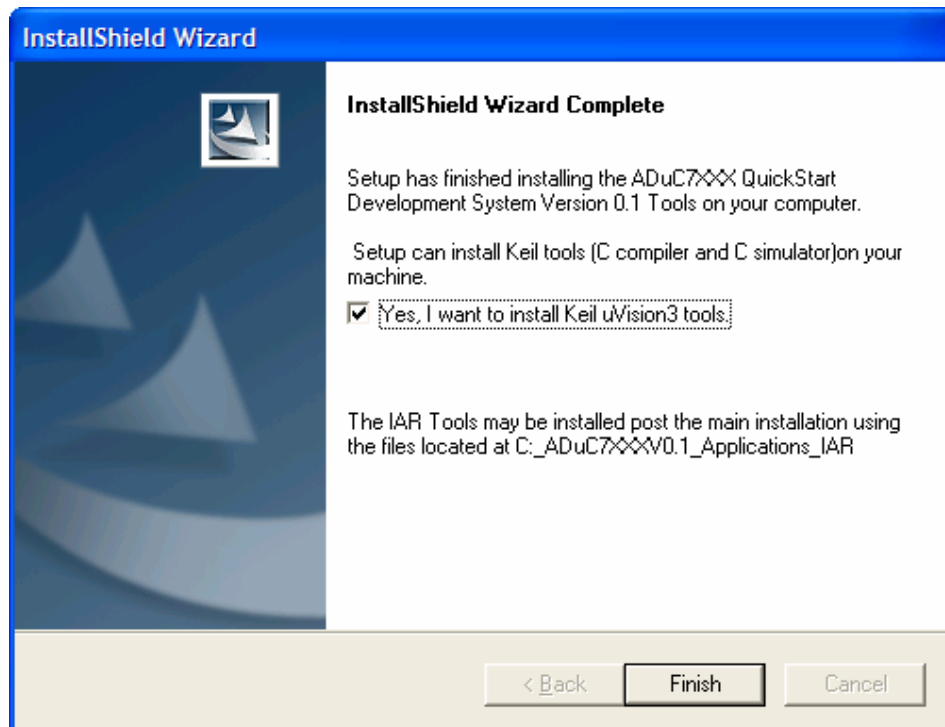 InstallShield Wizard
InstallShield Wizard Complete
Setup has finished installing the ADuC7XXX QuickStart
Development System Version 0.1 Tools on your computer.
Setup can install Keil tools (C compiler and C simulator)on your
machine.
Yes, I want to install Keil uVision3 tools.
The IAR Tools may be installed post the main installation using
the files located at C:_ADuC7XXXV0.1_Applications_IAR
< Back
Finish
Cancel